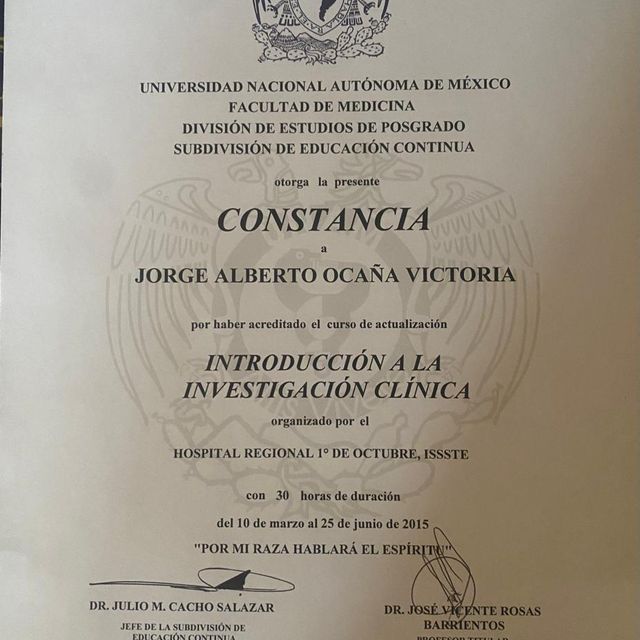 UNIVERSIDAD NACIONAL AUTÓNOMA DE MÉXICO
FACULTAD DE MEDICINA
DIVISIÓN DE ESTUDIOS DE POSGRADO
SUBDIVISIÓN DE EDUCACIÓN CONTINUA
otorga la presente
CONSTANCIA
a
JORGE ALBERTO OCAÑA VICTORIA
por haber acreditado el curso de actualización
INTRODUCCIÓN A LA
INVESTIGACIÓN CLÍNICA
organizado por el
HOSPITAL REGIONAL 1° DE OCTUBRE, ISSSTE
con 30 horas de duración
del 10 de marzo al 25 de junio de 2015
"POR MI RAZA HABLARÁ EL ESPÍRITU"
DR. JULIO M. CACHO SALAZAR
JEFE DE LA SUBDIVISIÓN DE
EDUCACIÓN CONTINUA
DR. JOSÉ VICENTE ROSAS
BARRIENTOS
PROFESOR TITULAR